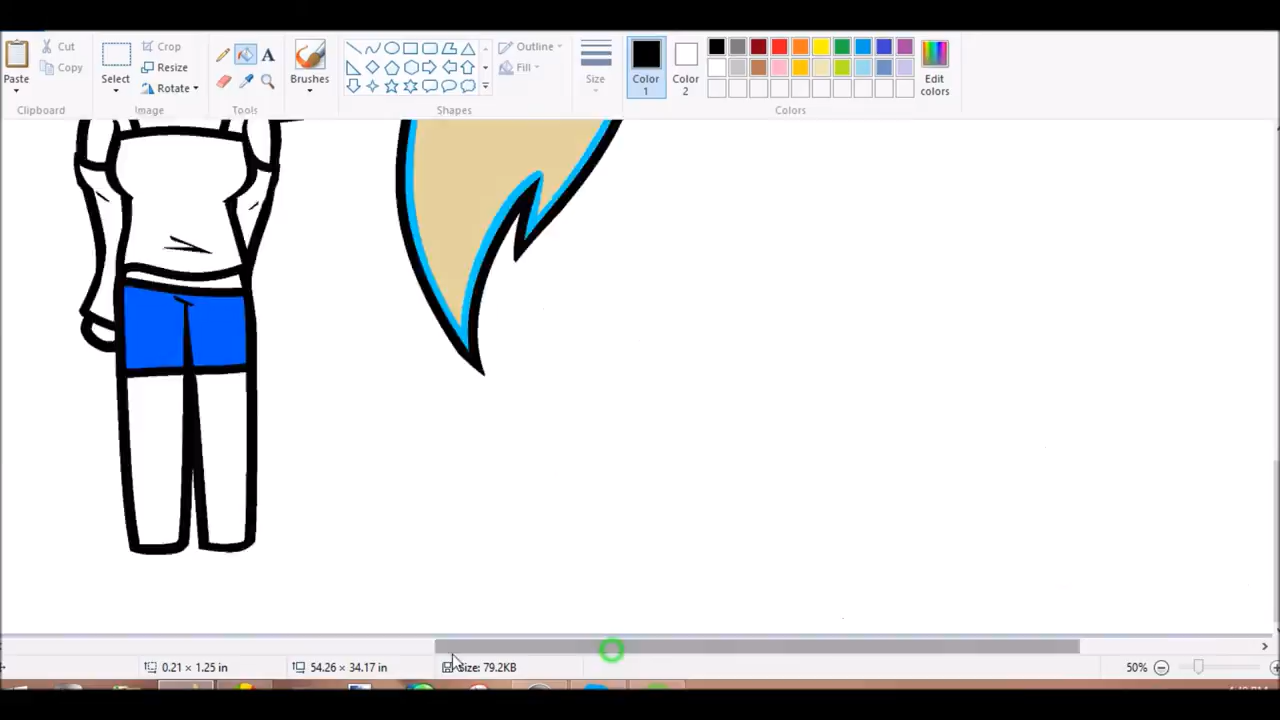 Cut
Copy
Paste
Clipboard
Select
Crop
Resize
Rotate
Image
A
Tools
Brushes
Outline
Fill
Shapes
Size
Color
1
Color
2
Edit
colors
Colors
0.21 × 1.25 in
54.26 × 34.17 in
Size: 79.2KB
50%